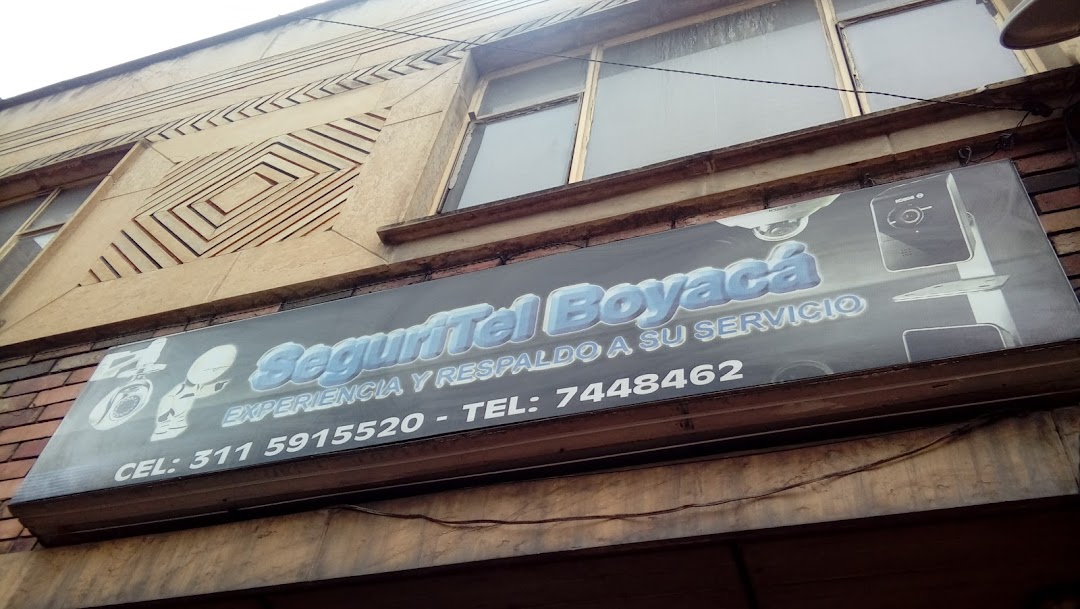 SeguriTel Boyacá
EXPERIENCIA Y RESPALDO A SU SERVICIO
CEL: 311 5915520 - TEL: 7448462